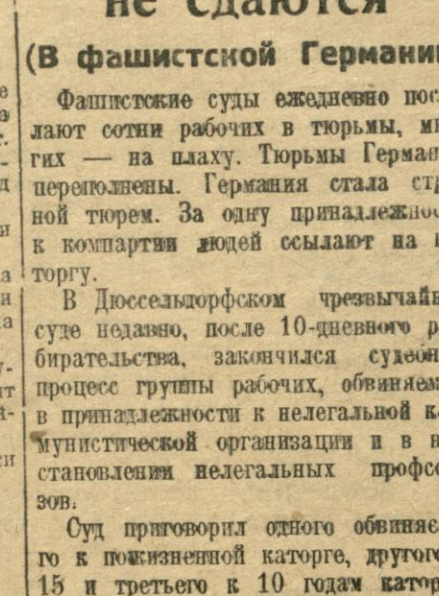 не сдаются
(В фашистской Германии
Фашистские суды ежедневно пос
лают сотни рабочих в тюрьмы, мн
гих — на плаху. Тюрьмы Герман
переполнены. Германия стала стр
ной тюрем. За одну принадлежнос
к компартии людей ссылают на к
торгу.
В Дюссельдорфском чрезвычайн
суде недавно, после 10-дневного р
бирательства, закончился судебн
процесс группы рабочих, обвиняем
в принадлежности к нелегальной к
мунистической организации и в в
становлении нелегальных профсо
зов.
Суд приговорил одного обвиняе
го к пожизненной каторге, другого
15 и третьего к 10 годам катор